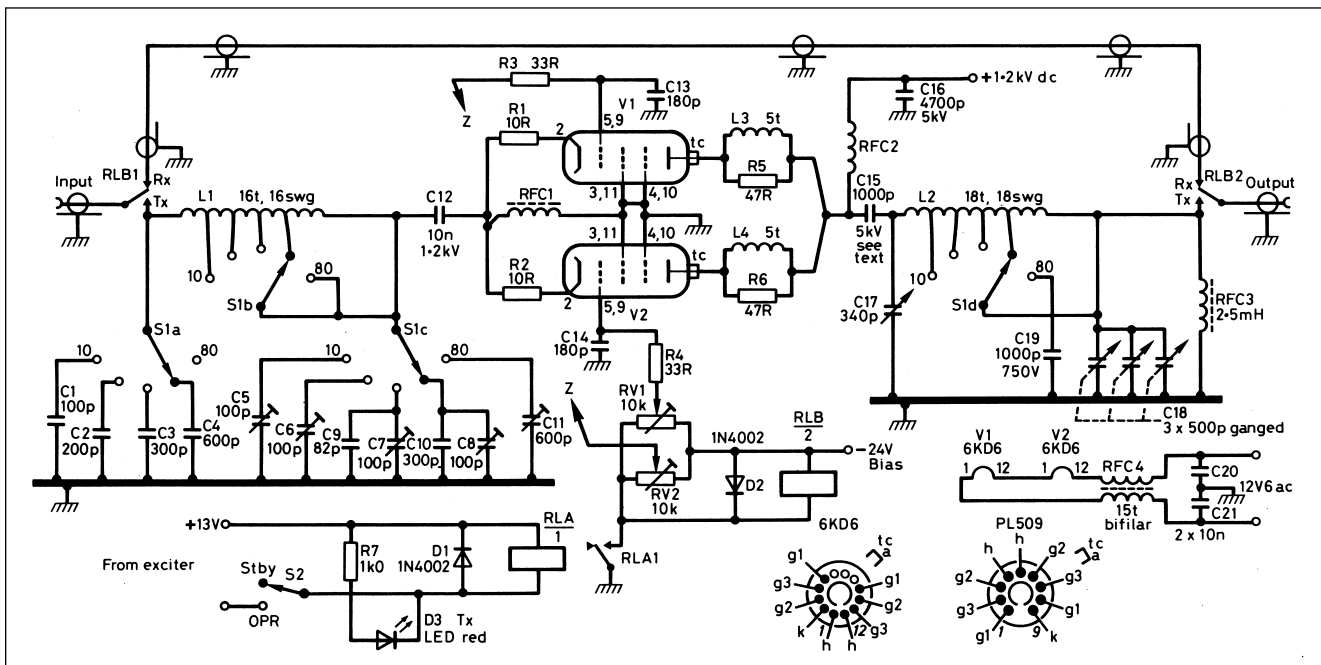 R3 33R
Z
C13
180p
C16
4700p
5kV
+1·2kV dc
Input
RLB1
Rx
Tx
L1 16t, 16swg
10
80
S1b
R1
10R
2
V1
5,9
tc
L3 5t
R5
47R
RFC2
C15
1000p
5kV
see
text
L2 18t, 18swg
Rx
Tx
RLB2
Output
C12
10n
1·2kV
RFC1
3,11
4,10
3,11
4,10
R2
10R
2
V2
5,9
tc
L4 5t
R6
47R
10
80
C17
340p
S1d
C19
1000p
750V
RFC3
2·5mH
S1a
10
80
S1c
10
80
C1
100p
C2
200p
C3
300p
C4
600p
C5
100p
C6
100p
C9
82p
C7
100p
C10
300p
C8
100p
C11
600p
C14
180p
R4
33R
Z
RV1
10k
RV2
10k
1N4002
D2
RLB
2
-24V
Bias
C18
3 x 500p ganged
V1
6KD6
1 12
V2
6KD6
1 12
RFC4
15t
bifilar
C20
12V6 ac
C21
2 x 10n
+13V
From exciter
Stby
S2
OPR
R7
1k0
D1
1N4002
D3 Tx
LED red
RLA
1
RLA1
6KD6
tc
a
g1
g3
g2
k
1
h
h
12
g3
g2
g1
PL509
tc
a
h
h
g2
g2
g3
g3
g1
g1
1
9
k